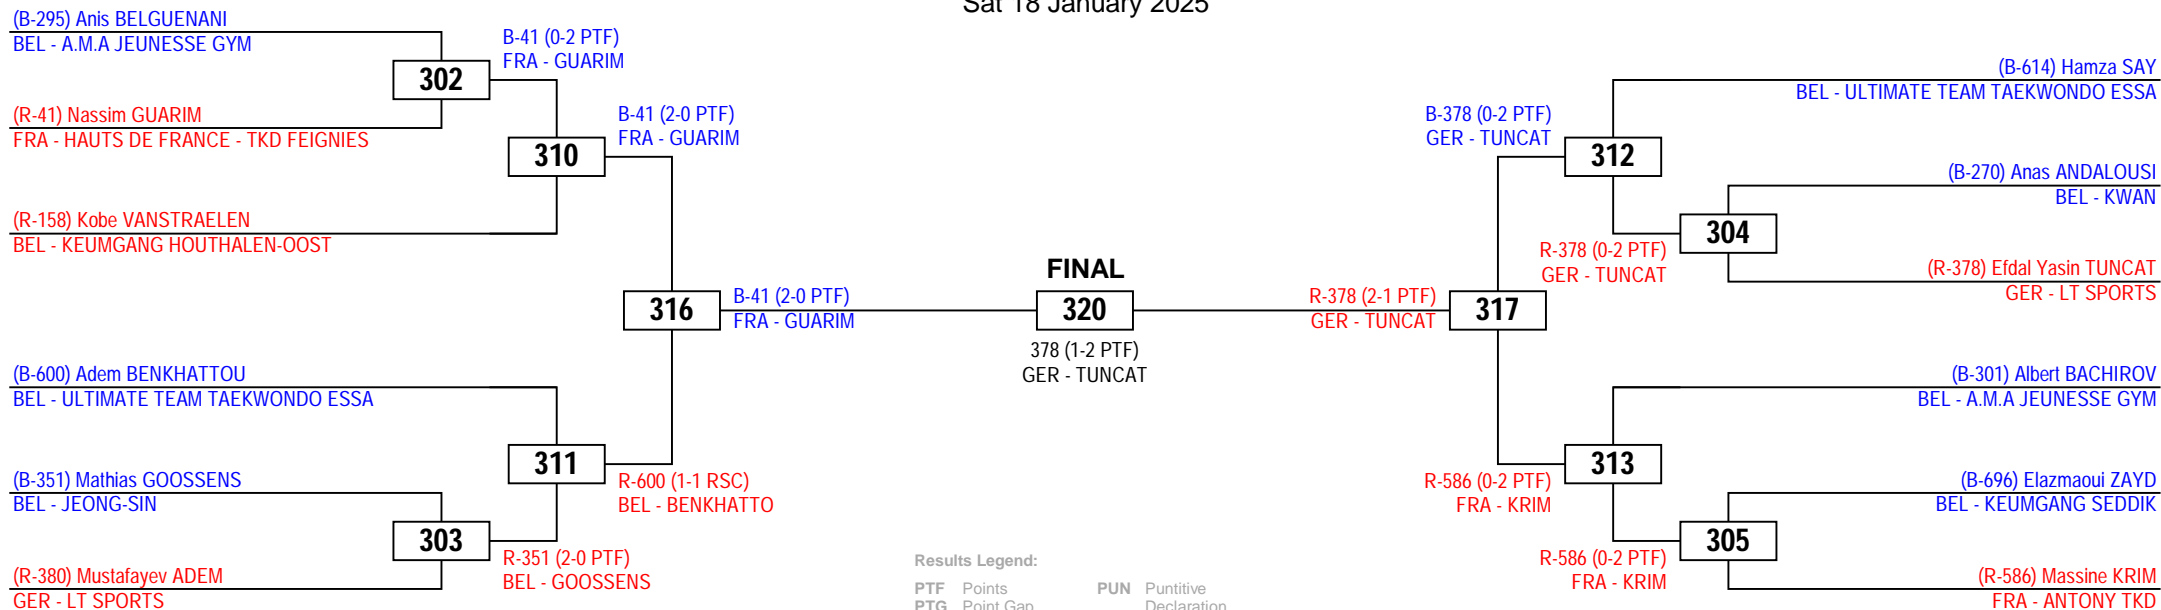 Sat 18 January 2025
(B-295) Anis BELGUENANI
BEL - A.M.A JEUNESSE GYM
302
(R-41) Nassim GUARIM
FRA - HAUTS DE FRANCE - TKD FEIGNIES
B-41 (0-2 PTF)
FRA - GUARIM
310
(R-158) Kobe VANSTRAELEN
BEL - KEUMGANG HOUTHALEN-OOST
B-41 (2-0 PTF)
FRA - GUARIM
316
B-41 (2-0 PTF)
FRA - GUARIM
(B-600) Adem BENKHATTOU
BEL - ULTIMATE TEAM TAEKWONDO ESSA
311
R-600 (1-1 RSC)
BEL - BENKHATTO
(B-351) Mathias GOOSSENS
BEL - JEONG-SIN
303
R-351 (2-0 PTF)
BEL - GOOSSENS
(R-380) Mustafayev ADEM
GER - LT SPORTS
FINAL
320
378 (1-2 PTF)
GER - TUNCAT
R-378 (2-1 PTF)
GER - TUNCAT
317
B-378 (0-2 PTF)
GER - TUNCAT
312
(B-614) Hamza SAY
BEL - ULTIMATE TEAM TAEKWONDO ESSA
(B-270) Anas ANDALOUSI
BEL - KWAN
304
R-378 (0-2 PTF)
GER - TUNCAT
(R-378) Efdal Yasin TUNCAT
GER - LT SPORTS
(B-301) Albert BACHIROV
BEL - A.M.A JEUNESSE GYM
313
R-586 (0-2 PTF)
FRA - KRIM
(B-696) Elazmaoui ZAYD
BEL - KEUMGANG SEDDIK
305
R-586 (0-2 PTF)
FRA - KRIM
(R-586) Massine KRIM
FRA - ANTONY TKD
Results Legend:
PTF Points PUN Puntitive
PTG Point Gap Declaration